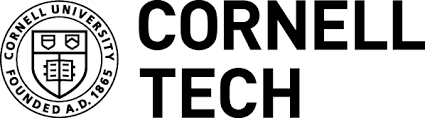 CORNELL UNIVERSITY
FOUNDED A.D. 1865
CORNELL
TECH